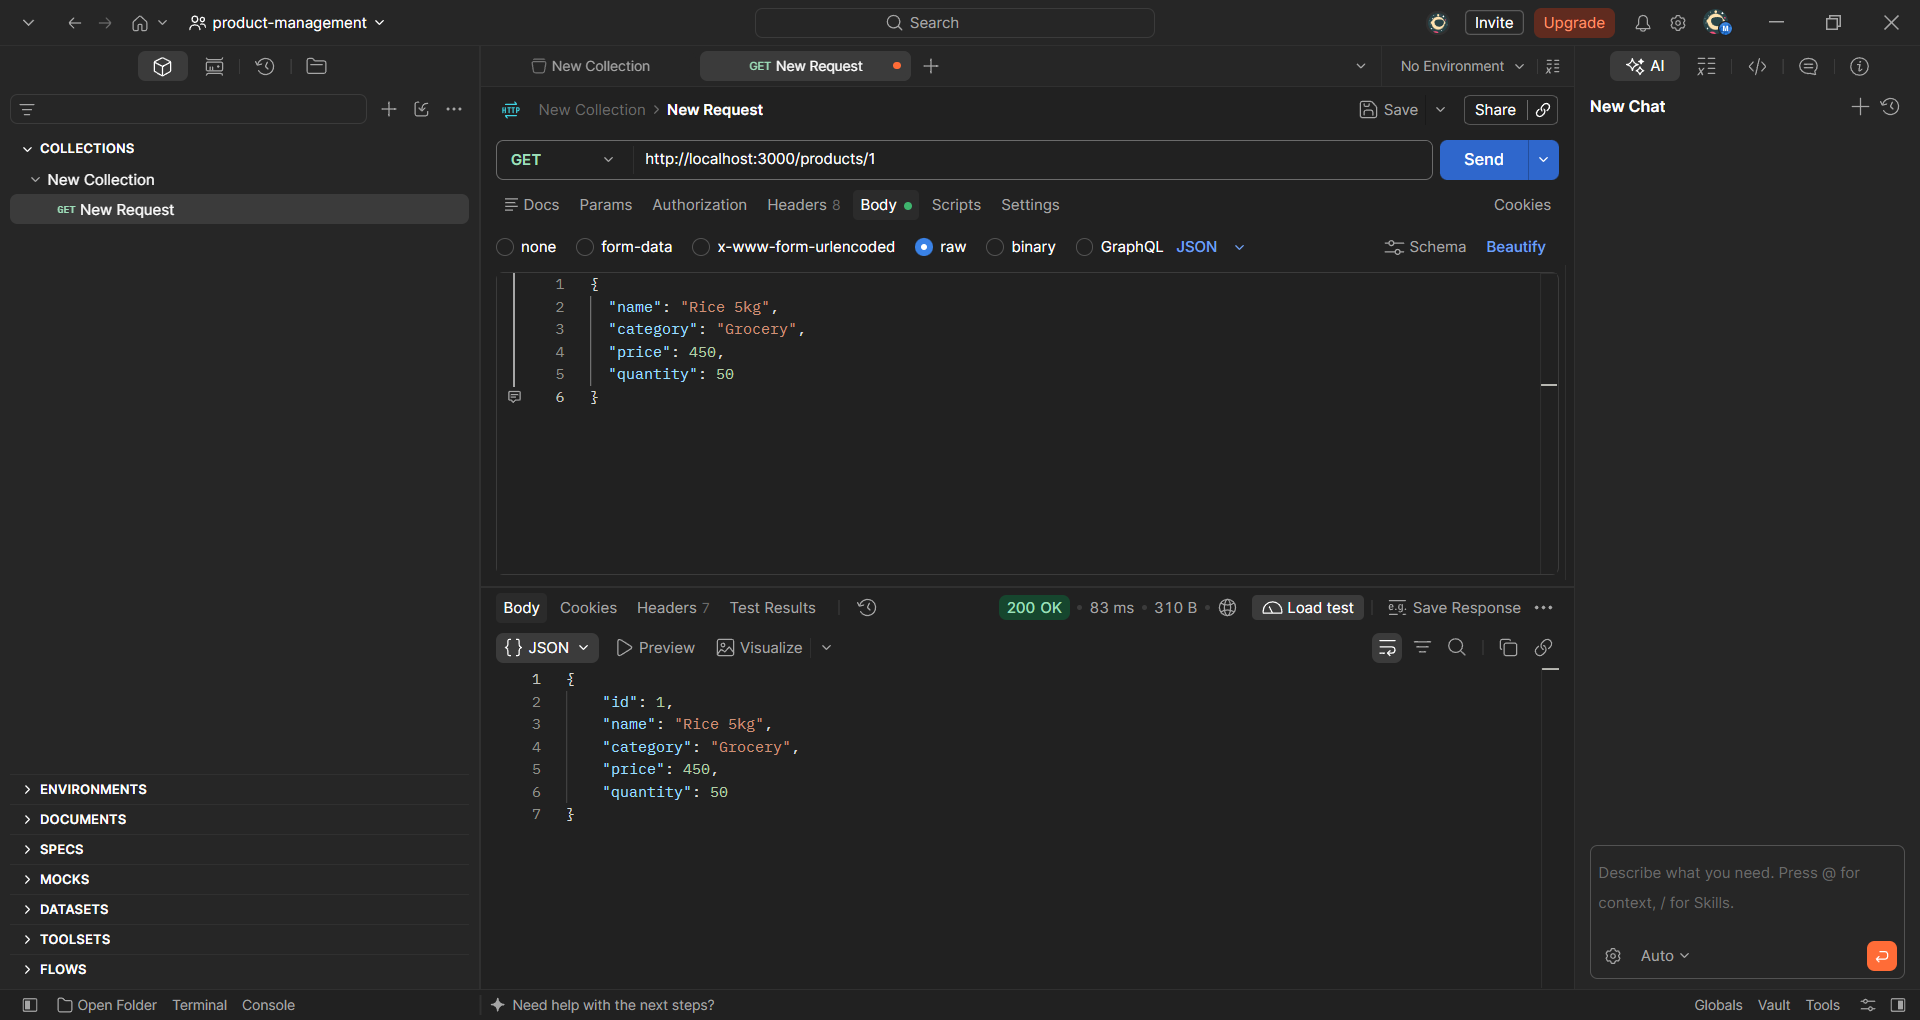 product-management
Search
Invite
Upgrade
M
New Collection
GET New Request
No Environment
AI
New Collection > New Request
Save
Share
New Chat
COLLECTIONS
New Collection
GET New Request
HTTP
GET
http://localhost:3000/products/1
Send
Docs
Params
Authorization
Headers 8
Body
Scripts
Settings
Cookies
none
form-data
x-www-form-urlencoded
raw
binary
GraphQL
JSON
Schema
Beautify
1 {
2 "name": "Rice 5kg",
3 "category": "Grocery",
4 "price": 450,
5 "quantity": 50
6 }
Body
Cookies
Headers 7
Test Results
200 OK
83 ms
310 B
Load test
e.g. Save Response
{} JSON
Preview
Visualize
1 {
2 "id": 1,
3 "name": "Rice 5kg",
4 "category": "Grocery",
5 "price": 450,
6 "quantity": 50
7 }
ENVIRONMENTS
DOCUMENTS
SPECS
MOCKS
DATASETS
TOOLSETS
FLOWS
Describe what you need. Press @ for
context, / for Skills.
Auto
Open Folder
Terminal
Console
Need help with the next steps?
Globals
Vault
Tools